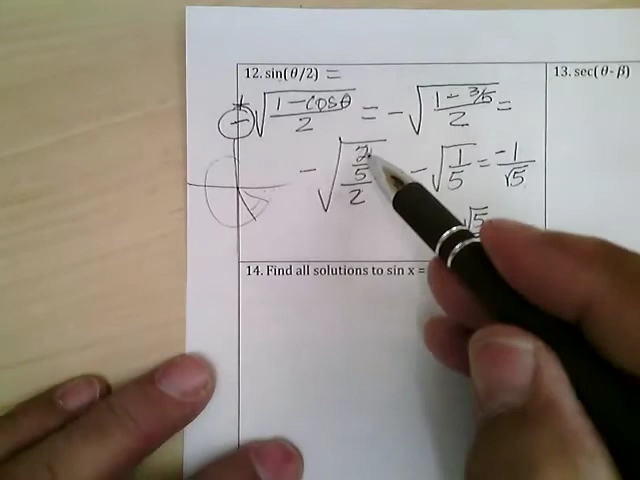 12. sin(θ/2) =
13. sec(θ-β)
± √((1-cosθ)/2) = -√((1-3/5)/2) =
-√((2/5)/2) -√(1/5) = -1/√5
√5
14. Find all solutions to sin x =